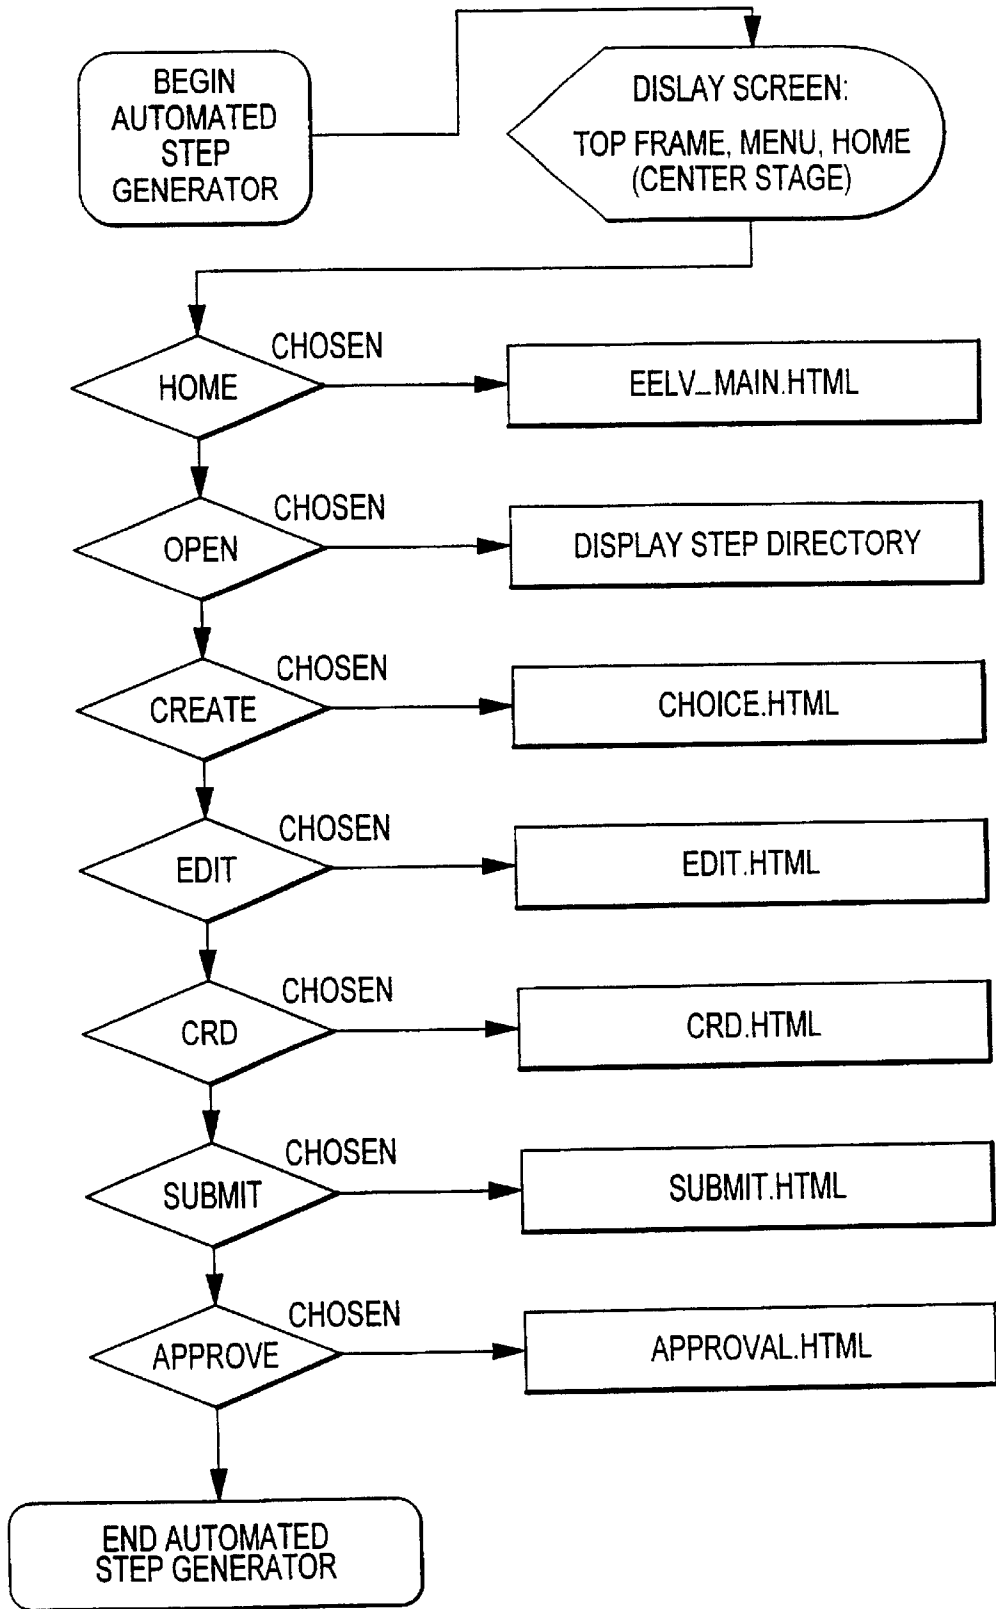 BEGIN
AUTOMATED
STEP
GENERATOR
DISLAY SCREEN:
TOP FRAME, MENU, HOME
(CENTER STAGE)
HOME
CHOSEN
EELV_MAIN.HTML
OPEN
CHOSEN
DISPLAY STEP DIRECTORY
CREATE
CHOSEN
CHOICE.HTML
EDIT
CHOSEN
EDIT.HTML
CRD
CHOSEN
CRD.HTML
SUBMIT
CHOSEN
SUBMIT.HTML
APPROVE
CHOSEN
APPROVAL.HTML
END AUTOMATED
STEP GENERATOR